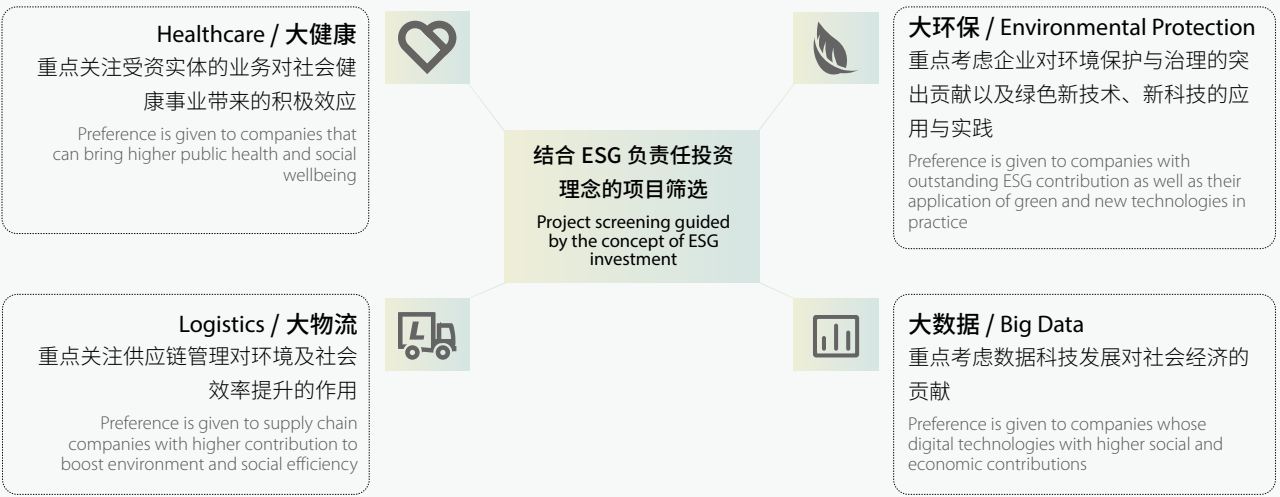 Healthcare / 大健康
重点关注受资实体的业务对社会健
康事业带来的积极效应
Preference is given to companies that
can bring higher public health and social
wellbeing
大环保 / Environmental Protection
重点考虑企业对环境保护与治理的突
出贡献以及绿色新技术、新科技的应
用与实践
Preference is given to companies with
outstanding ESG contribution as well as their
application of green and new technologies in
practice
结合 ESG 负责任投资
理念的项目筛选
Project screening guided
by the concept of ESG
investment
Logistics / 大物流
重点关注供应链管理对环境及社会
效率提升的作用
Preference is given to supply chain
companies with higher contribution to
boost environment and social efficiency
L
大数据 / Big Data
重点考虑数据科技发展对社会经济的
贡献
Preference is given to companies whose
digital technologies with higher social and
economic contributions